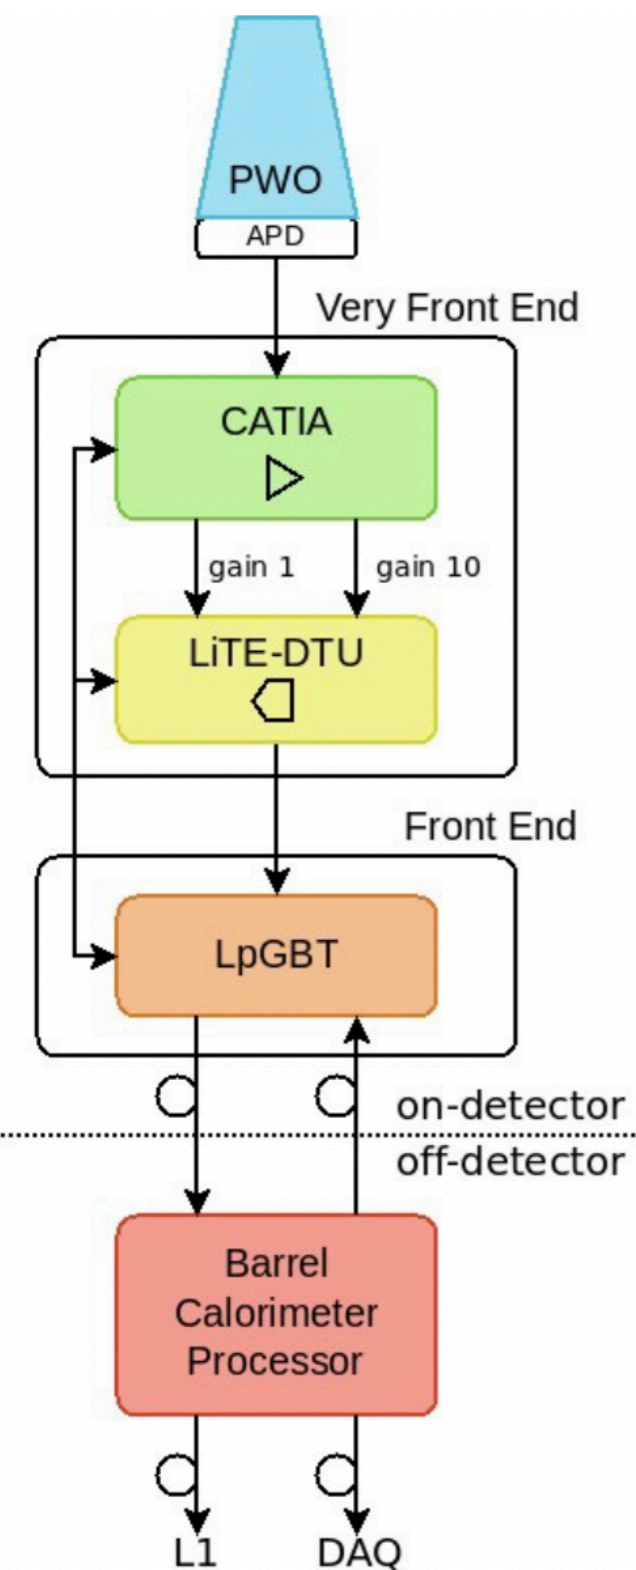 PWO
APD
Very Front End
CATIA
gain 1
gain 10
LiTE-DTU
Front End
LpGBT
on-detector
off-detector
Barrel
Calorimeter
Processor
L1
DAQ